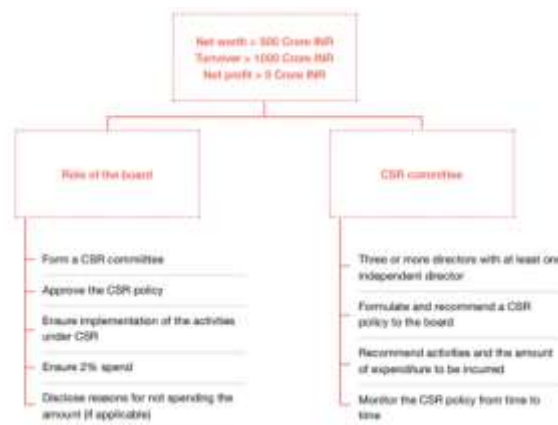 Net worth > 500 Crore INR
Turnover > 1000 Crore INR
Net profit > 5 Crore INR
Role of the board
CSR committee
Form a CSR committee
Approve the CSR policy
Ensure implementation of the activities
under CSR
Ensure 2% spend
Disclose reasons for not spending the
amount (if applicable)
Three or more directors with at least one
independent director
Formulate and recommend a CSR
policy to the board
Recommend activities and the amount
of expenditure to be incurred
Monitor the CSR policy from time to
time